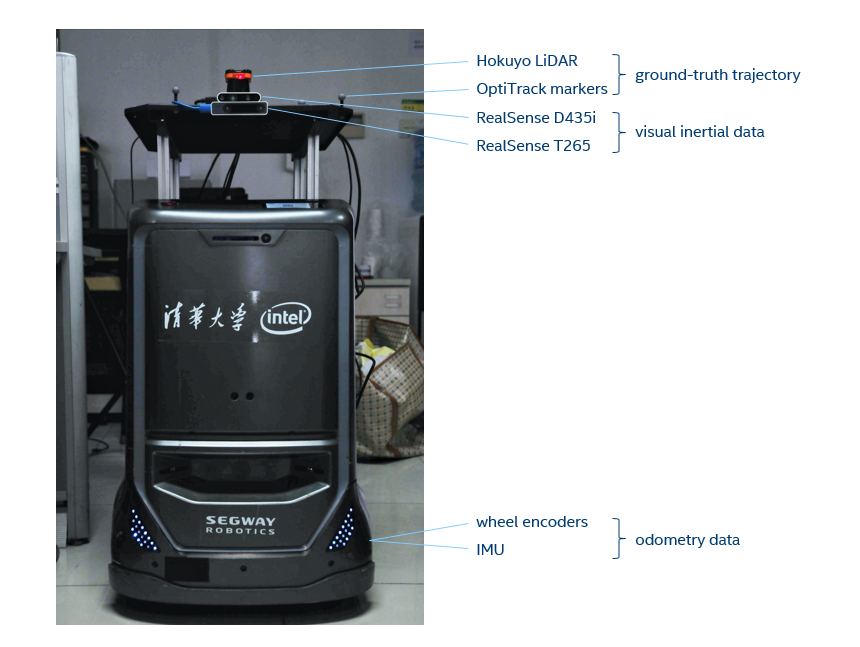 Hokuyo LiDAR
OptiTrack markers
ground-truth trajectory
RealSense D435i
RealSense T265
visual inertial data
清华大学 intel
SEGWAY
ROBOTICS
wheel encoders
IMU
odometry data